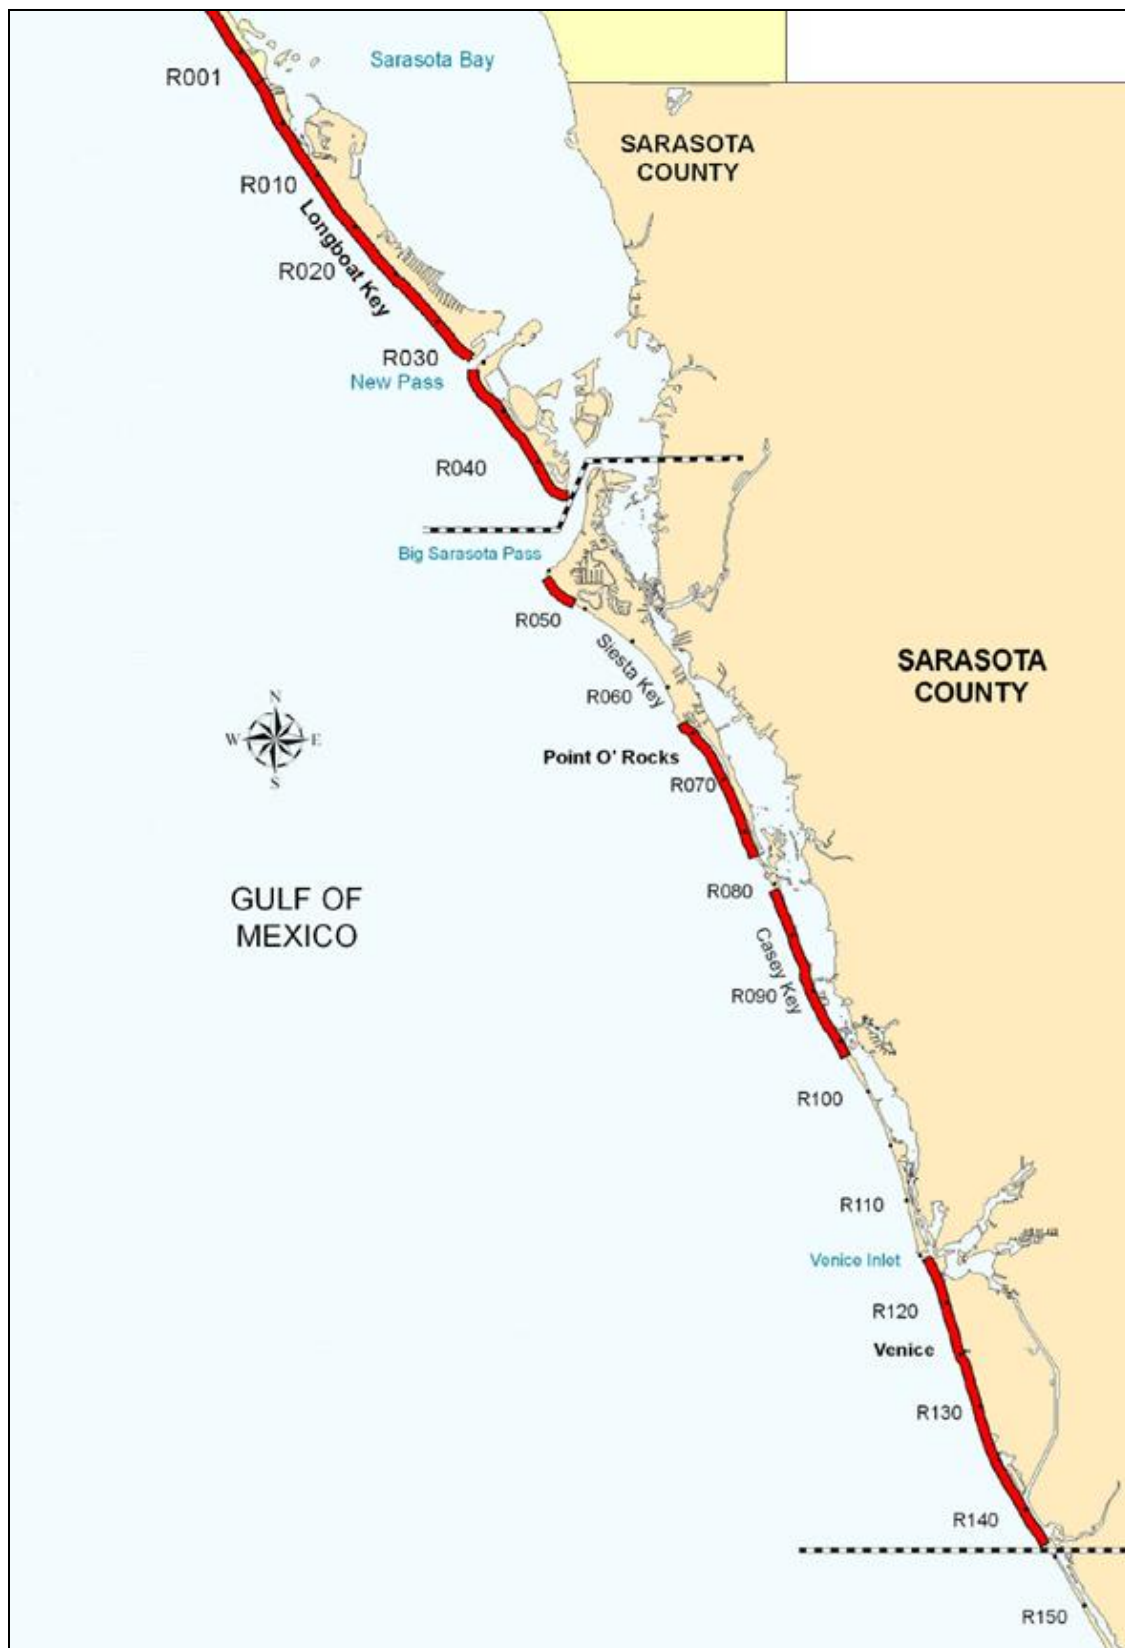 Sarasota Bay
R001
SARASOTA
COUNTY
R010
Longboat Key
R020
R030
New Pass
R040
Big Sarasota Pass
R050
Siesta Key
SARASOTA
COUNTY
R060
N
W
E
S
Point O' Rocks
R070
GULF OF
MEXICO
R080
Casey Key
R090
R100
R110
Venice Inlet
R120
Venice
R130
R140
R150